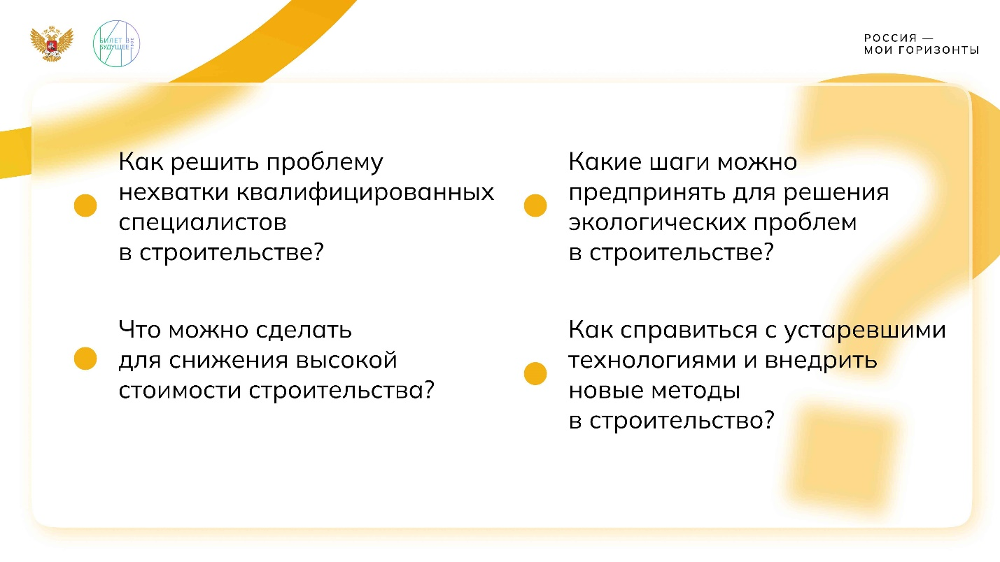 БИЛЕТ В
БУДУЩЕЕ
РОССИЯ —
МОИ ГОРИЗОНТЫ
Как решить проблему
нехватки квалифицированных
специалистов
в строительстве?
Что можно сделать
для снижения высокой
стоимости строительства?
Какие шаги можно
предпринять для решения
экологических проблем
в строительстве?
Как справиться с устаревшими
технологиями и внедрить
новые методы
в строительство?